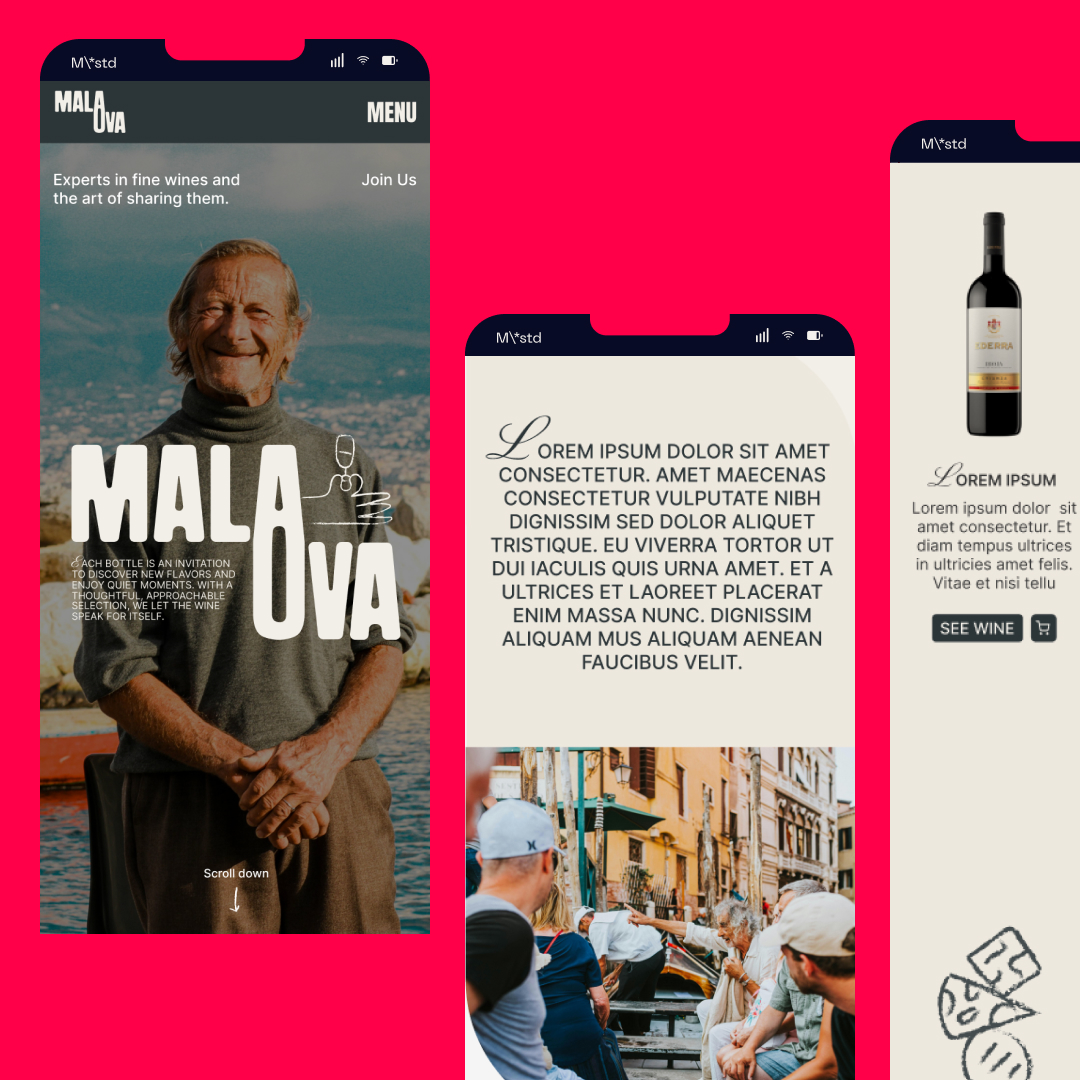 M\*std
MALA
OVA
MENU
Experts in fine wines and
the art of sharing them.
Join Us
MALA
OVA
EACH BOTTLE IS AN INVITATION
TO DISCOVER NEW FLAVORS AND
ENJOY QUIET MOMENTS. WITH A
THOUGHTFUL, APPROACHABLE
SELECTION, WE LET THE WINE
SPEAK FOR ITSELF.
Scroll down
M\*std
LOREM IPSUM DOLOR SIT AMET
CONSECTETUR. AMET MAECENAS
CONSECTETUR VULPUTATE NIBH
DIGNISSIM SED DOLOR ALIQUET
TRISTIQUE. EU VIVERRA TORTOR UT
DUI IACULIS QUIS URNA AMET. ET A
ULTRICES ET LAOREET PLACERAT
ENIM MASSA NUNC. DIGNISSIM
ALIQUAM MUS ALIQUAM AENEAN
FAUCIBUS VELIT.
M\*std
EDERRA
RIOJA
CRIANZA
LOREM IPSUM
Lorem ipsum dolor sit
amet consectetur. Et
diam tempus ultrices
in ultricies amet felis.
Vitae et nisi tellu
SEE WINE